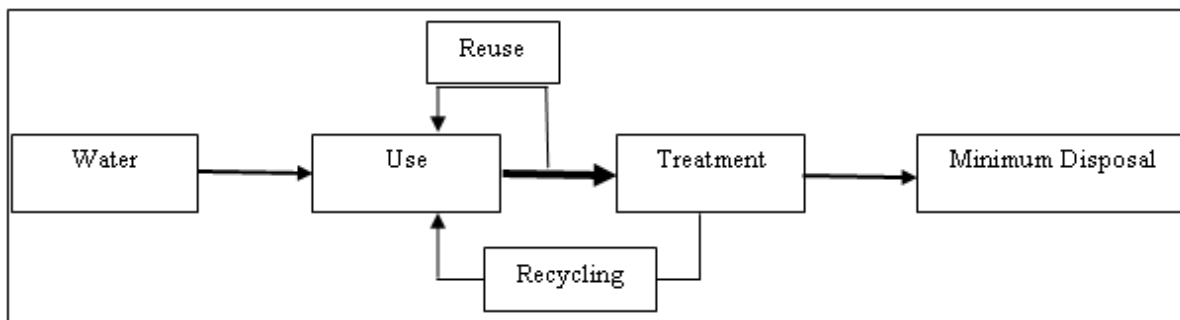 Reuse
Water
Use
Treatment
Minimum Disposal
Recycling